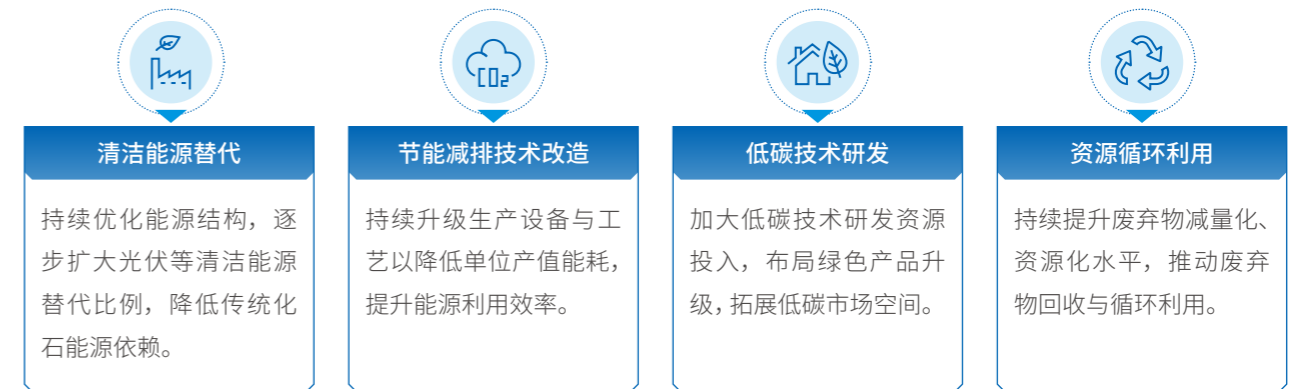 CO₂
清洁能源替代
持续优化能源结构，逐
步扩大光伏等清洁能源
替代比例，降低传统化
石能源依赖。
节能减排技术改造
持续升级生产设备与工
艺以降低单位产值能耗，
提升能源利用效率。
低碳技术研发
加大低碳技术研发资源
投入，布局绿色产品升
级，拓展低碳市场空间。
资源循环利用
持续提升废弃物减量化、
资源化水平，推动废弃
物回收与循环利用。